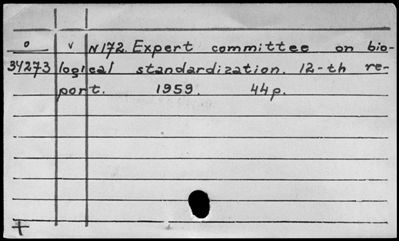 o v N172. Expert committee on bio-
34273 logical standardization. 12-th re-
port. 1959. 44p.